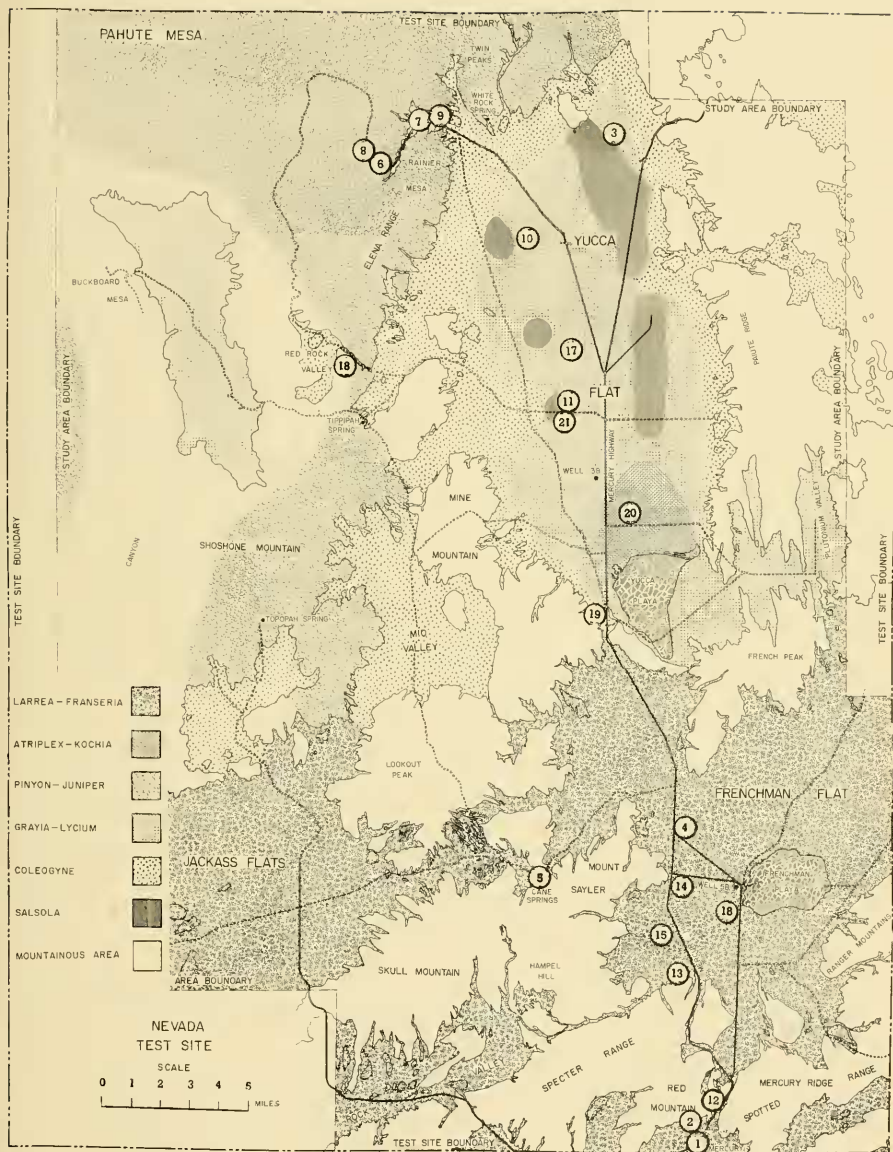 PAHUTE MESA
TEST SITE BOUNDARY
TWIN
PEAKS
WHITE
ROCK
SPRING
STUDY AREA BOUNDARY
3
7
9
8
6
RAINIER
MESA
ELENA RANGE
10
YUCCA
BUCKBOARD
MESA
PAIUTE RIDGE
RED ROCK
VALLEY
18
17
FLAT
11
21
TIPPIPAH
SPRING
STUDY AREA BOUNDARY
STUDY AREA BOUNDARY
MERCURY HIGHWAY
WELL 3B
MINE
MOUNTAIN
20
PLUTONIUM VALLEY
SHOSHONE MOUNTAIN
CANYON
YUCCA
PLAYA
TEST SITE BOUNDARY
TEST SITE BOUNDARY
TOPOPAH SPRING
MID
VALLEY
19
FRENCH PEAK
LARREA-FRANSERIA
ATRIPLEX-KOCHIA
PINYON-JUNIPER
GRAYIA-LYCIUM
COLEOGYNE
SALSOLA
MOUNTAINOUS AREA
LOOKOUT
PEAK
FRENCHMAN FLAT
JACKASS FLATS
4
5
CANE
SPRINGS
MOUNT
SAYLER
14
WELL 5B
FRENCHMAN
PLAYA
18
15
13
RANGER MOUNTAINS
SKULL MOUNTAIN
HAMPEL
HILL
AREA BOUNDARY
NEVADA
TEST SITE
SCALE
0 1 2 3 4 5
MILES
SPECTER RANGE
RED
MOUNTAIN
MERCURY RIDGE RANGE
SPOTTED
12
2
1
MERCURY
TEST SITE BOUNDARY